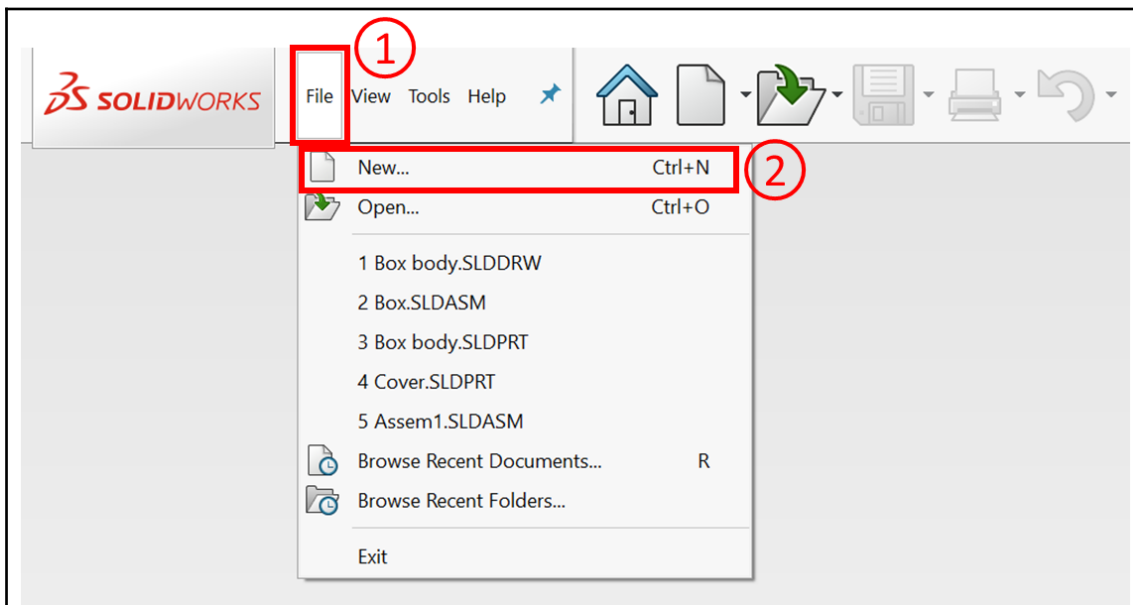 1
SOLIDWORKS File View Tools Help
New... Ctrl+N 2
Open... Ctrl+O
1 Box body.SLDDRW
2 Box.SLDASM
3 Box body.SLDPRT
4 Cover.SLDPRT
5 Assem1.SLDASM
Browse Recent Documents... R
Browse Recent Folders...
Exit